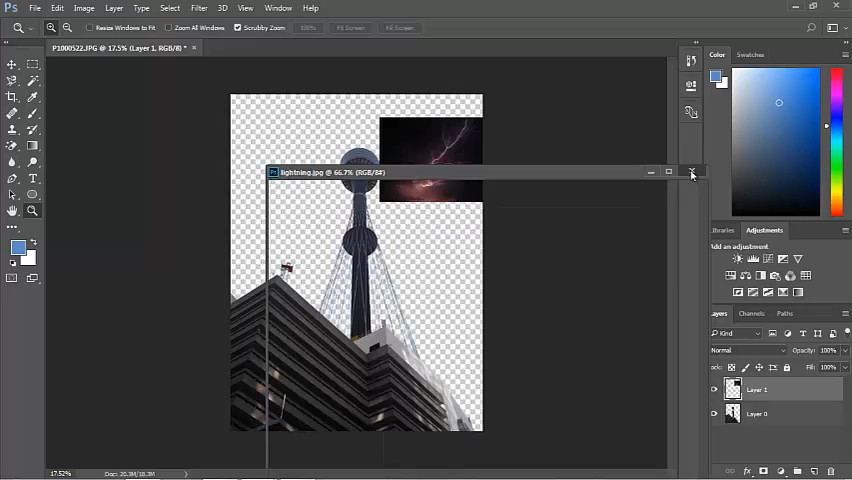 Ps File Edit Image Layer Type Select Filter 3D View Window Help
Resize Windows to Fit Zoom All Windows Scrubby Zoom 100% Fit Screen Fill Screen
P1000522.JPG @ 17.5% (Layer 1, RGB/8) * ×
Color Swatches
Ps lightning.jpg @ 66.7% (RGB/8#)
Libraries Adjustments
Add an adjustment
Layers Channels Paths
Kind
Normal Opacity: 100%
Lock: Fill: 100%
Layer 1
Layer 0
17.52% Doc: 20.3M/18.3M